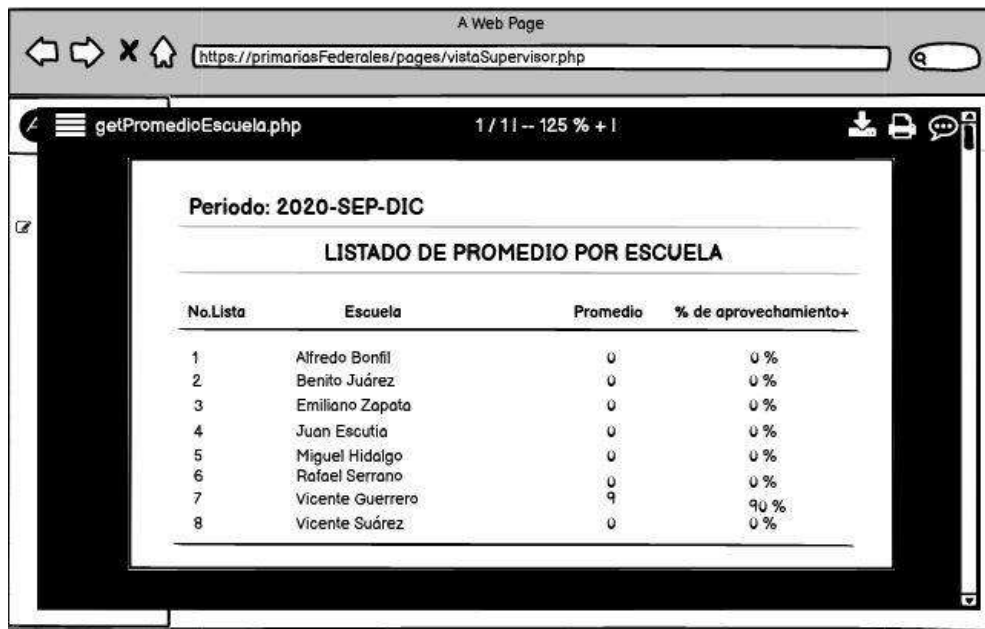 A Web Page
https://primariasFederales/pages/vistaSupervisor.php
getPromedioEscuela.php 1 / 1 I -- 125 % + I
Periodo: 2020-SEP-DIC
LISTADO DE PROMEDIO POR ESCUELA
No.Lista Escuela Promedio % de aprovechamiento+
1 Alfredo Bonfil 0 0 %
2 Benito Juárez 0 0 %
3 Emiliano Zapata 0 0 %
4 Juan Escutia 0 0 %
5 Miguel Hidalgo 0 0 %
6 Rafael Serrano 0 0 %
7 Vicente Guerrero 9 90 %
8 Vicente Suárez 0 0 %